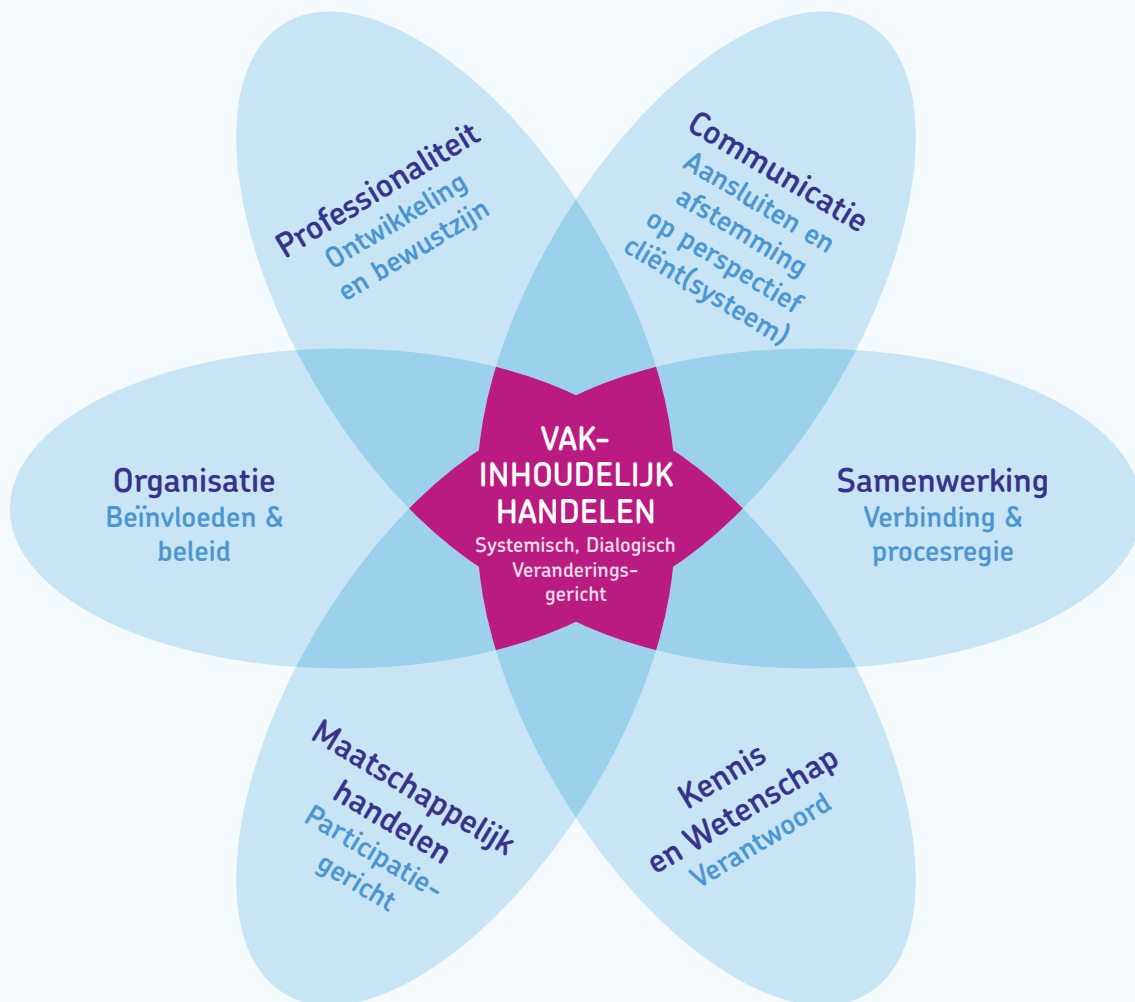 Professionaliteit
Ontwikkeling
en bewustzijn
Communicatie
Aansluiten en
afstemming
op perspectief
cliënt(systeem)
Organisatie
Beïnvloeden &
beleid
VAK-
INHOUDELIJK
HANDELEN
Systemisch, Dialogisch
Veranderings-
gericht
Samenwerking
Verbinding &
procesregie
Maatschappelijk
handelen
Participatie-
gericht
Kennis
en Wetenschap
Verantwoord